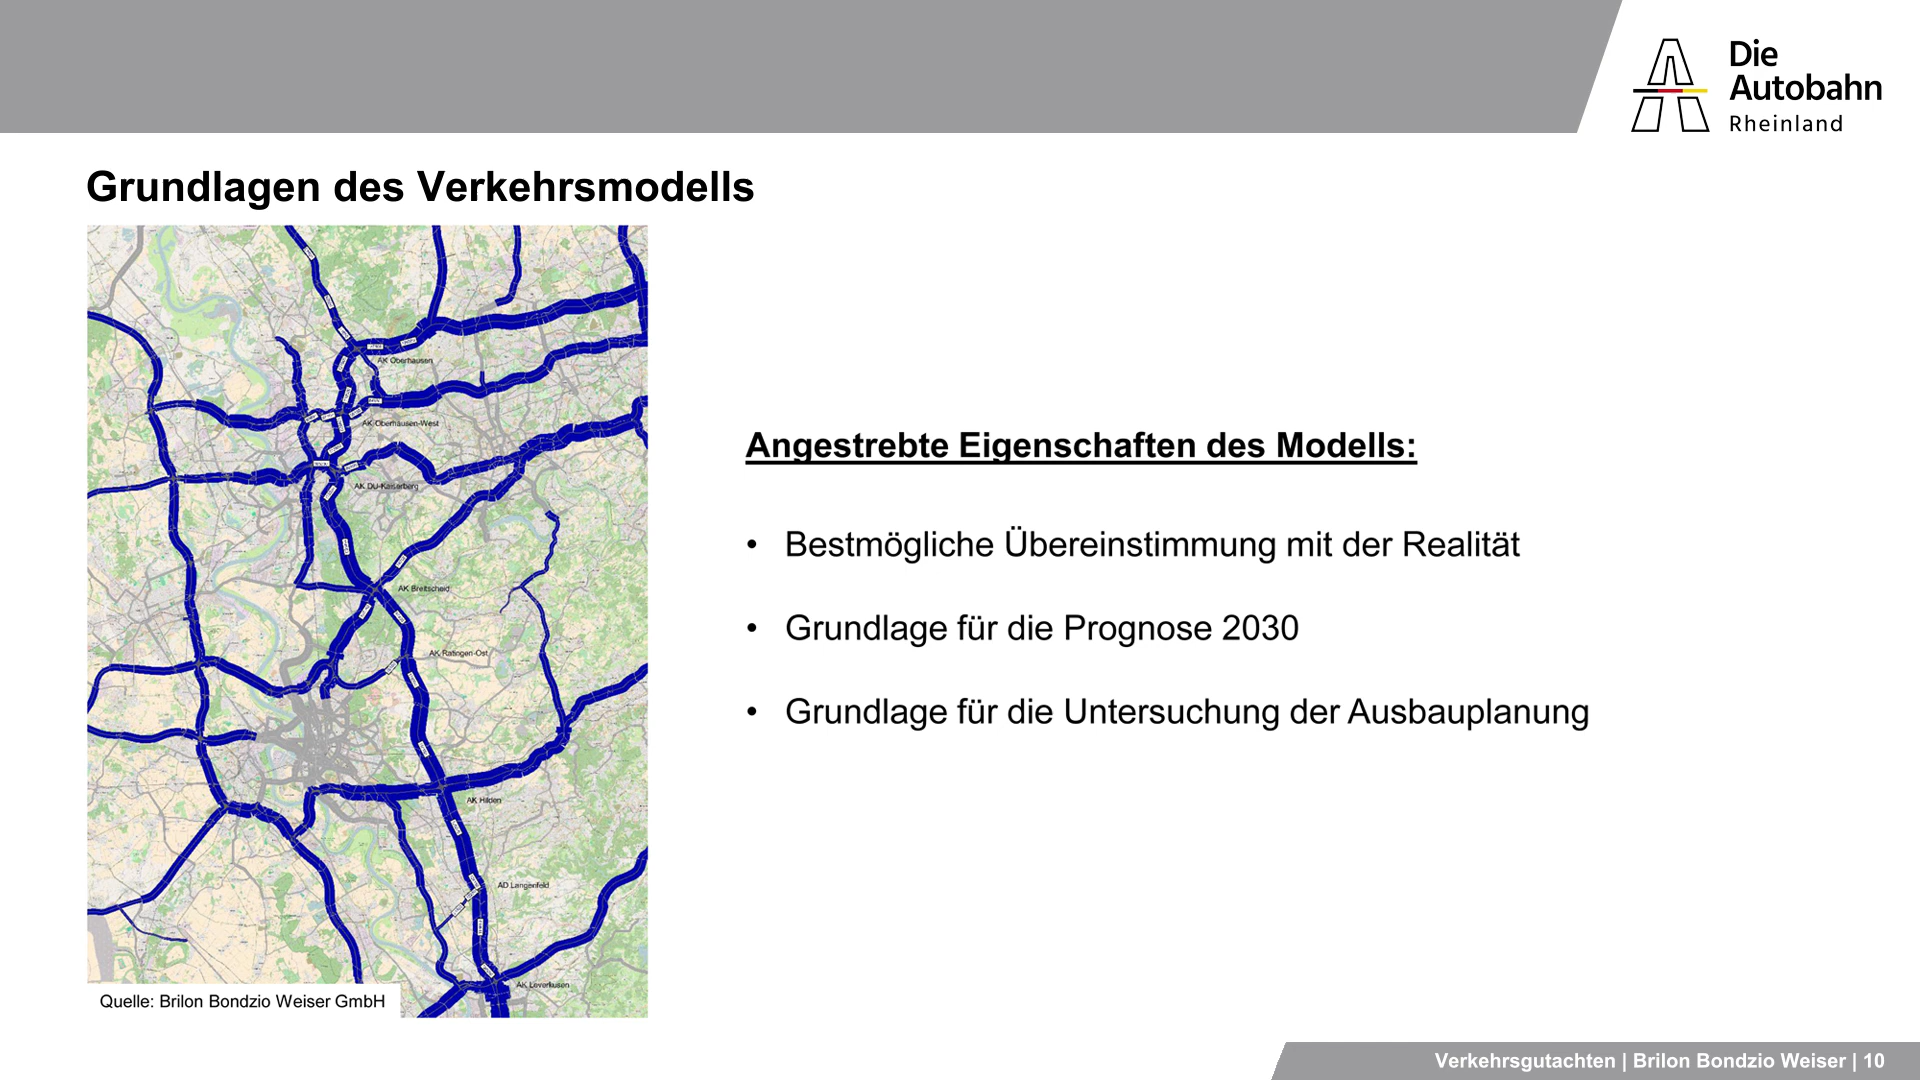 Die
Autobahn
Rheinland
Grundlagen des Verkehrsmodells
AK Oberhausen
AK Oberhausen-West
AK DU-Kaiserberg
AK Breitscheid
AK Ratingen-Ost
AK Hilden
AD Langenfeld
AK Leverkusen
Quelle: Brilon Bondzio Weiser GmbH
Angestrebte Eigenschaften des Modells:
• Bestmögliche Übereinstimmung mit der Realität
• Grundlage für die Prognose 2030
• Grundlage für die Untersuchung der Ausbauplanung
Verkehrsgutachten | Brilon Bondzio Weiser | 10